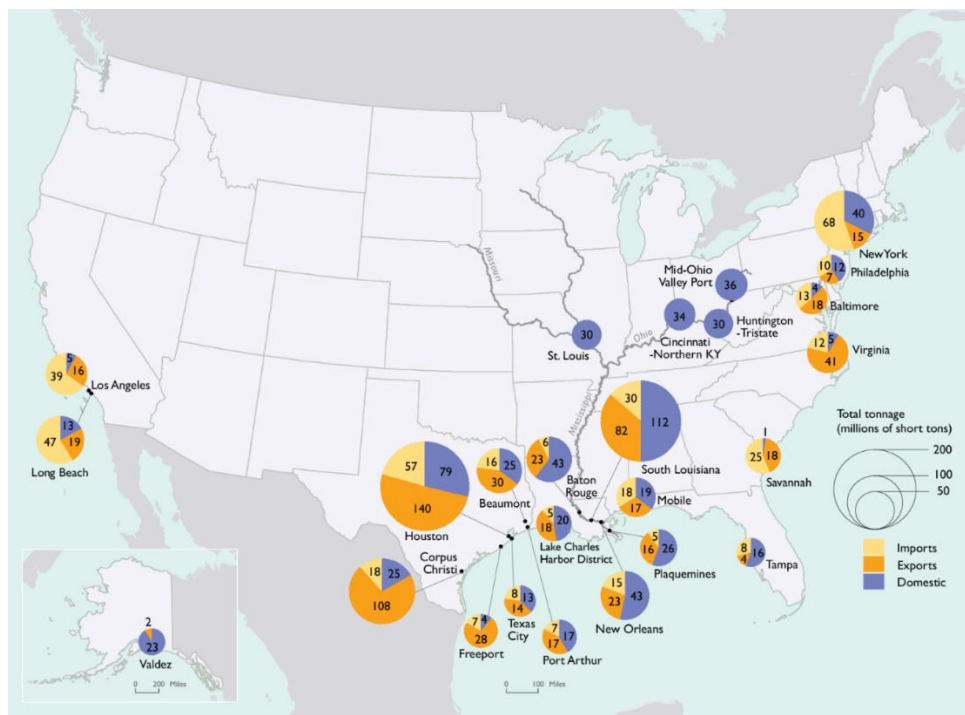 68
40
15
New York
10
12
7
Philadelphia
Mid-Ohio
Valley Port
36
4
13
18
Baltimore
34
30
Huntington
-Tristate
30
St. Louis
Ohio
Cincinnati
-Northern KY
Missouri
Mississippi
12
5
41
Virginia
5
39
16
Los Angeles
13
47
19
Long Beach
30
112
82
South Louisiana
1
25
18
Savannah
Total tonnage
(millions of short tons)
200
100
50
Imports
Exports
Domestic
57
79
140
Houston
16
25
30
Beaumont
6
23
43
Baton
Rouge
18
19
17
Mobile
5
20
18
Lake Charles
Harbor District
5
16
26
Plaquemines
8
16
4
Tampa
Corpus
Christi
18
25
108
15
23
43
New Orleans
8
13
14
Texas
City
7
4
28
Freeport
7
17
17
Port Arthur
2
23
Valdez
0 200 Miles
0 100 Miles